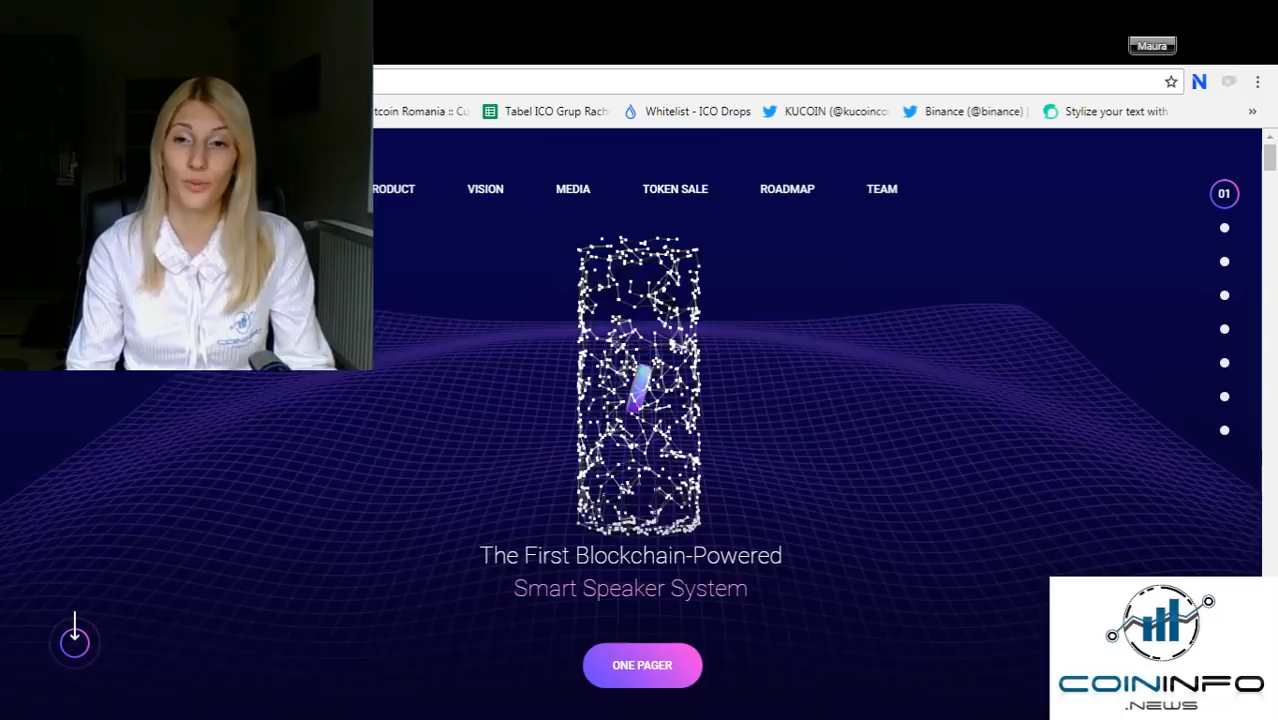 Maura
tcoin Romania :: Cu
Tabel ICO Grup Rach
Whitelist - ICO Drops
KUCOIN (@kucoincc
Binance (@binance) |
Stylize your text with
»
RODUCT
VISION
MEDIA
TOKEN SALE
ROADMAP
TEAM
01
The First Blockchain-Powered
Smart Speaker System
ONE PAGER
COININFO
.NEWS